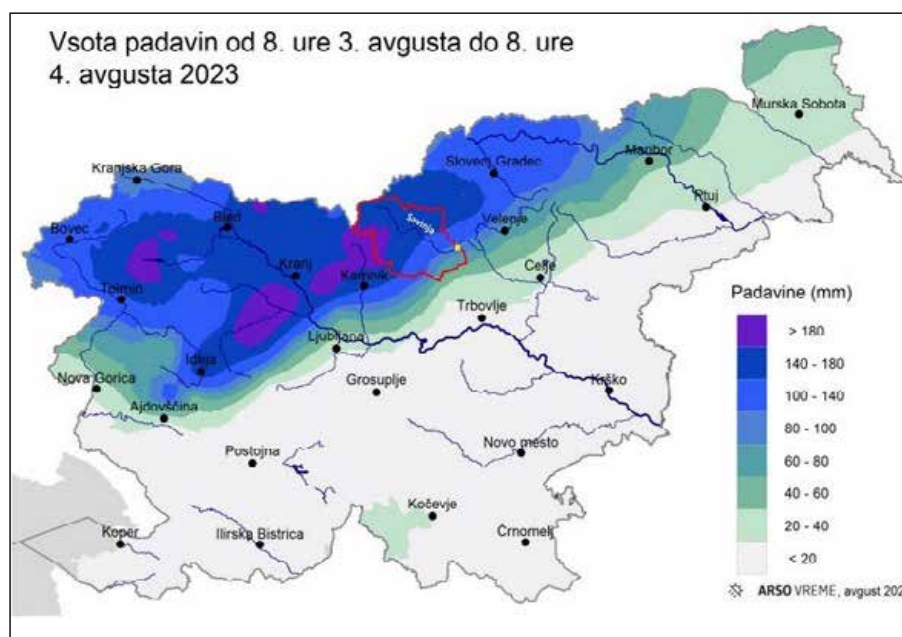 Vsota padavin od 8. ure 3. avgusta do 8. ure
4. avgusta 2023
Murska Sobota
Maribor
Slovenj Gradec
Kranjska Gora
Ptuj
Bovec
Bled
Savinja
Velenje
Kranj
Celje
Kamnik
Tolmin
Trbovlje
Ljubljana
Idrija
Nova Gorica
Grosuplje
Krško
Ajdovščina
Novo mesto
Postojna
Kočevje
Koper
Ilirska Bistrica
Črnomelj
Padavine (mm)
> 180
140 - 180
100 - 140
80 - 100
60 - 80
40 - 60
20 - 40
< 20
ARSO VREME, avgust 202